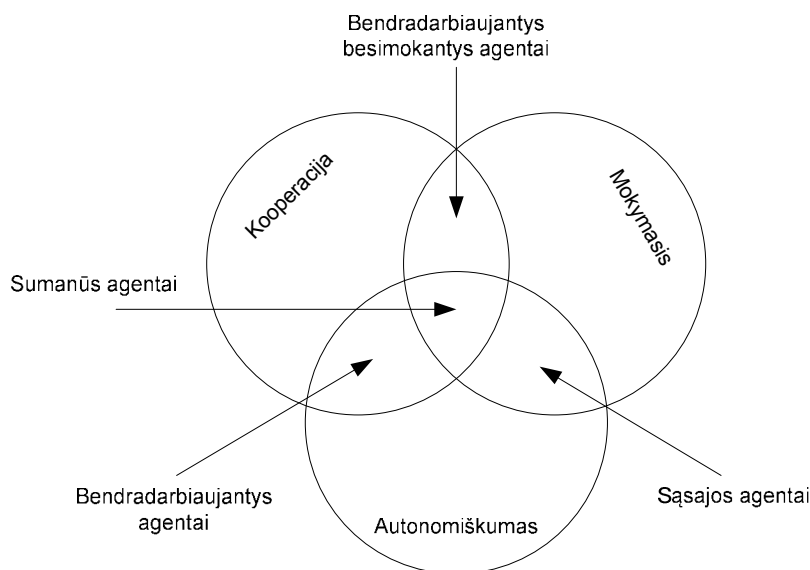 Bendradarbiaujantys
besimokantys agentai
Kooperacija
Mokymasis
Sumanūs agentai
Bendradarbiaujantys
agentai
Autonomiškumas
Sąsajos agentai